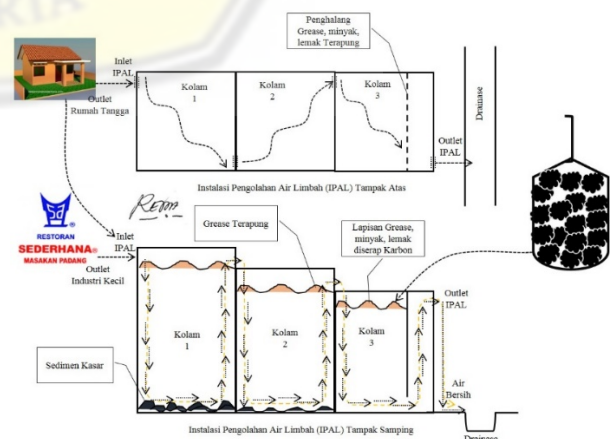 RIA
Penghalang
Grease, minyak,
lemak Terapung
Inlet
IPAL
Outlet
Rumah Tangga
Kolam
1
Kolam
2
Kolam
3
Drainase
Outlet
IPAL
Instalasi Pengolahan Air Limbah (IPAL) Tampak Atas
RESTORAN
SEDERHANA
MASAKAN PADANG
Inlet
IPAL
Outlet
Industri Kecil
Grease Terapung
Lapisan Grease,
minyak, lemak
diserap Karbon
Outlet
IPAL
Kolam
1
Kolam
2
Kolam
3
Sedimen Kasar
Air
Bersih
Instalasi Pengolahan Air Limbah (IPAL) Tampak Samping
Drainase